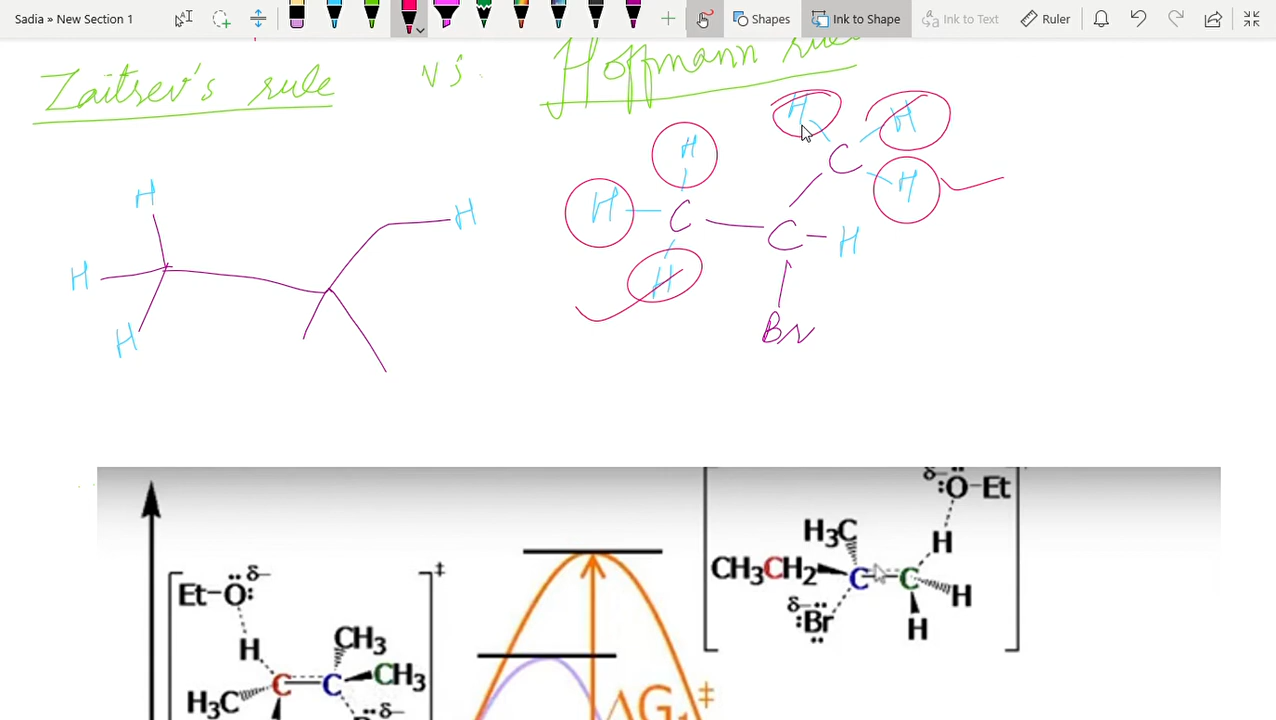 Sadia » New Section 1
Shapes
Ink to Shape
Ink to Text
Ruler
Zaitsev's rule vs. Hoffmann rule
H H
H
C
H
H
H C C H
H
H
Br
H H
H
H
δ-
:O-Et
H3C H
CH3CH2 C C H
δ-
:Br H
‡
Et-O: δ-
H CH3
C C CH3
H3C
δ-
ΔG ‡